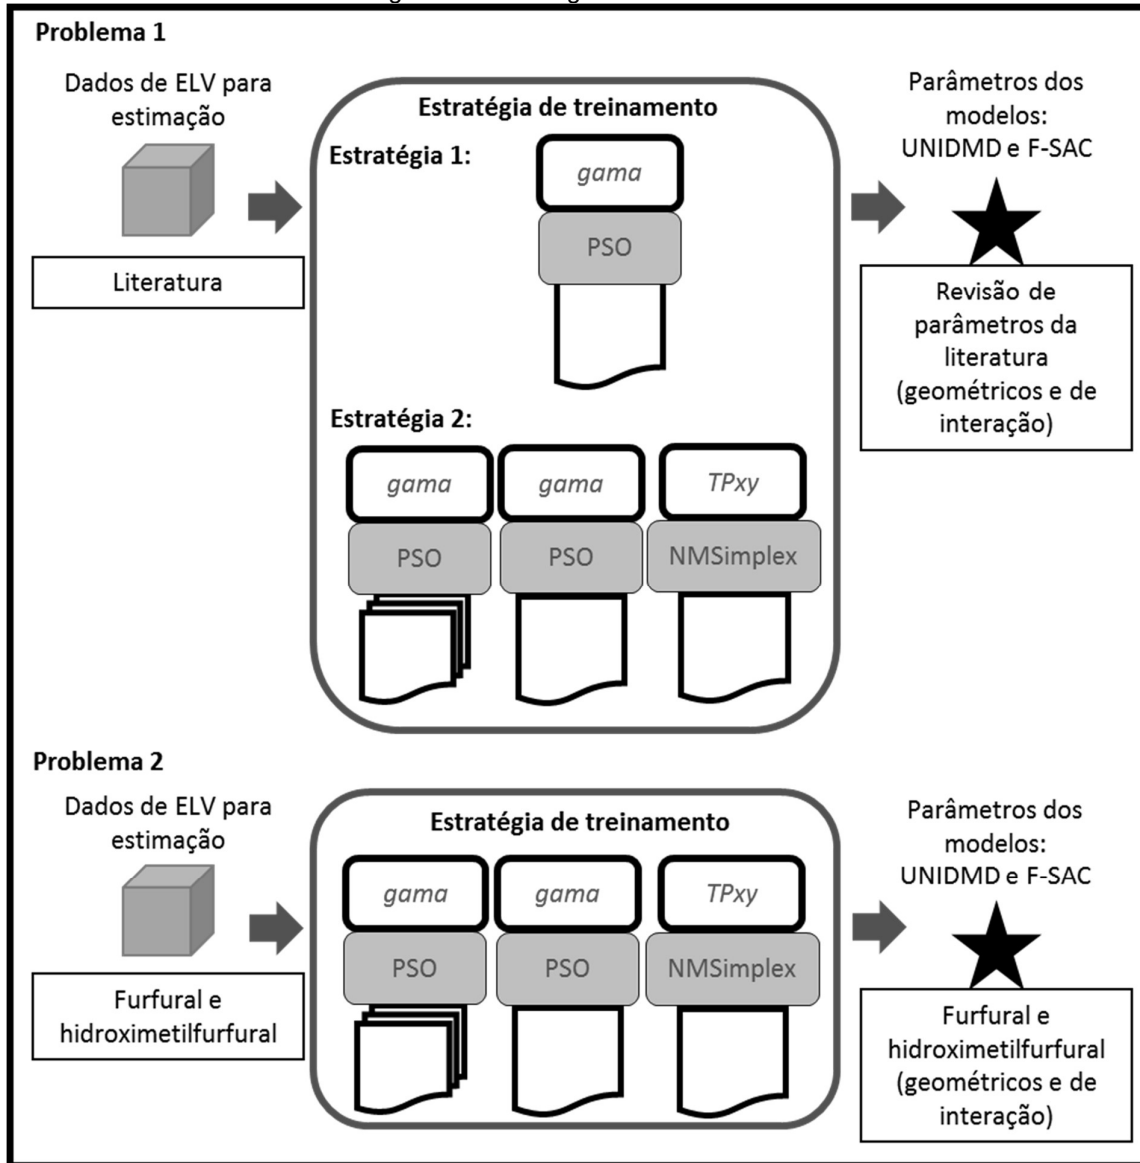 Problema 1
Dados de ELV para
estimação
Literatura
Estratégia de treinamento
Estratégia 1:
gama
PSO
Estratégia 2:
gama
gama
TPxy
PSO
PSO
NMSimplex
Parâmetros dos
modelos:
UNIDMD e F-SAC
Revisão de
parâmetros da
literatura
(geométricos e de
interação)
Problema 2
Dados de ELV para
estimação
Furfural e
hidroximetilfurfural
Estratégia de treinamento
gama
gama
TPxy
PSO
PSO
NMSimplex
Parâmetros dos
modelos:
UNIDMD e F-SAC
Furfural e
hidroximetilfurfural
(geométricos e de
interação)